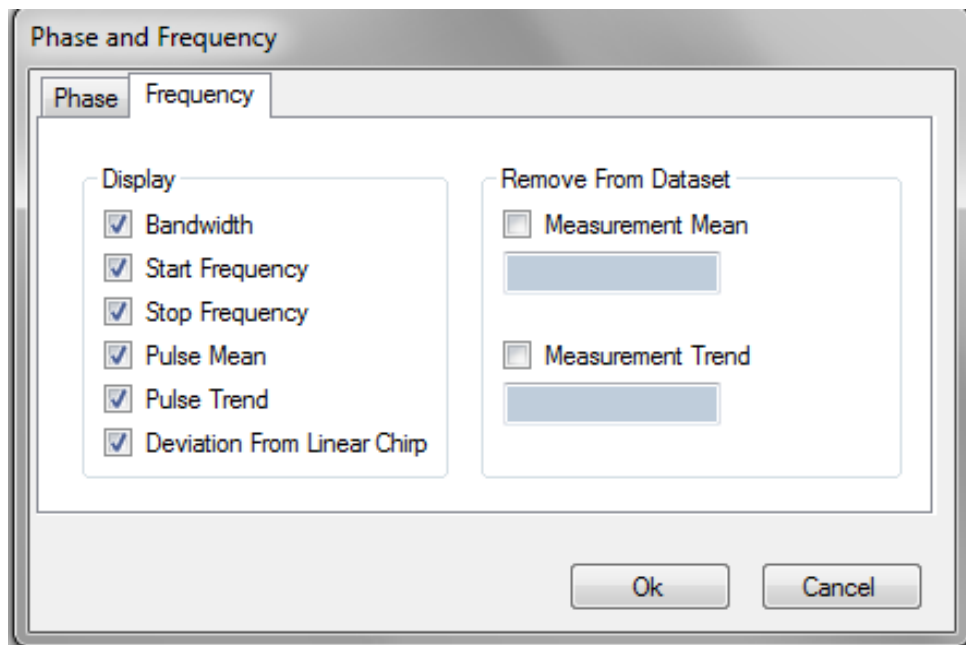 Phase and Frequency
Phase
Frequency
Display
Bandwidth
Start Frequency
Stop Frequency
Pulse Mean
Pulse Trend
Deviation From Linear Chirp
Remove From Dataset
Measurement Mean
Measurement Trend
Ok
Cancel